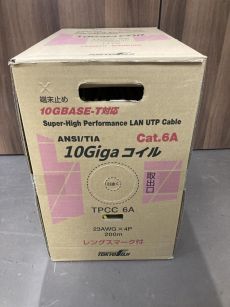 端末止め
10GBASE-T対応
Super-High Performance LAN UTP Cable
ANSI/TIA
Cat.6A
10Gigaコイル
取出口
TPCC 6A
23AWG×4P
200m
レングスマーク付